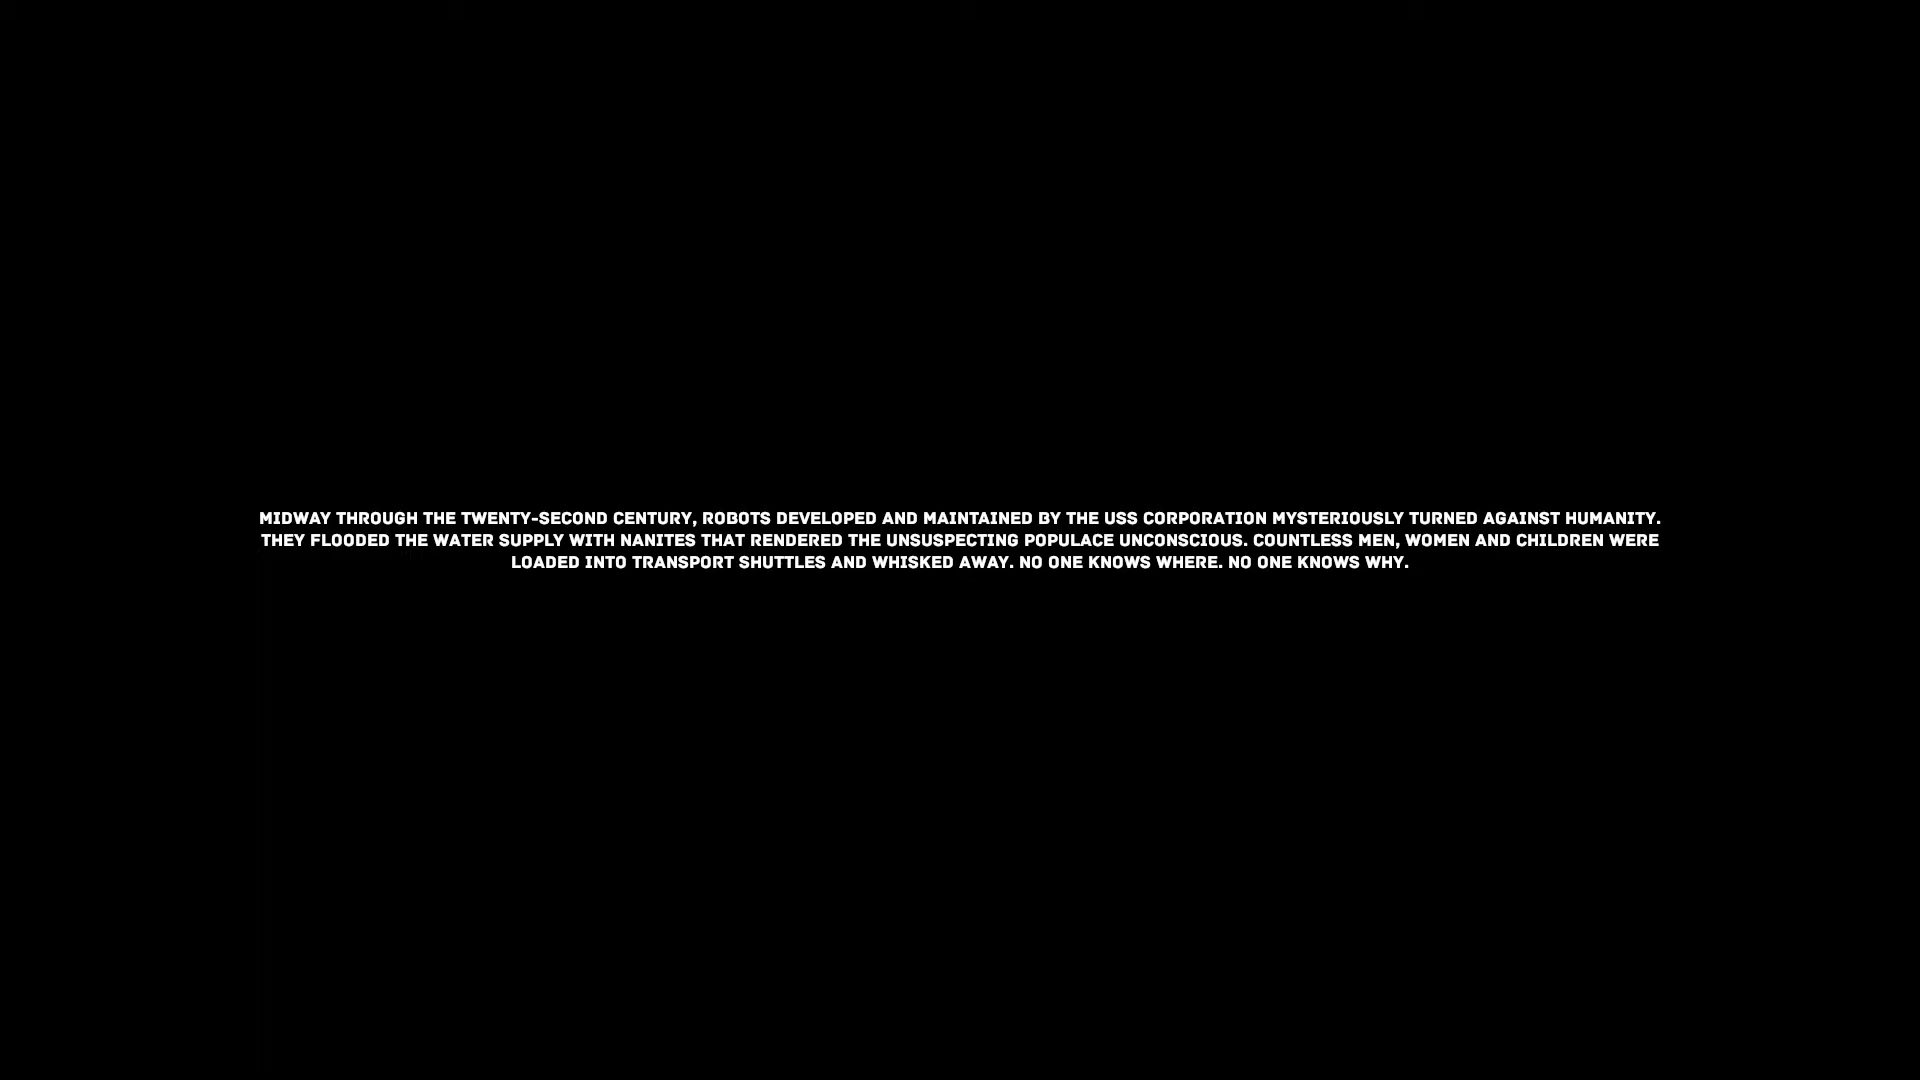 MIDWAY THROUGH THE TWENTY-SECOND CENTURY, ROBOTS DEVELOPED AND MAINTAINED BY THE USS CORPORATION MYSTERIOUSLY TURNED AGAINST HUMANITY.
THEY FLOODED THE WATER SUPPLY WITH NANITES THAT RENDERED THE UNSUSPECTING POPULACE UNCONSCIOUS. COUNTLESS MEN, WOMEN AND CHILDREN WERE
LOADED INTO TRANSPORT SHUTTLES AND WHISKED AWAY. NO ONE KNOWS WHERE. NO ONE KNOWS WHY.